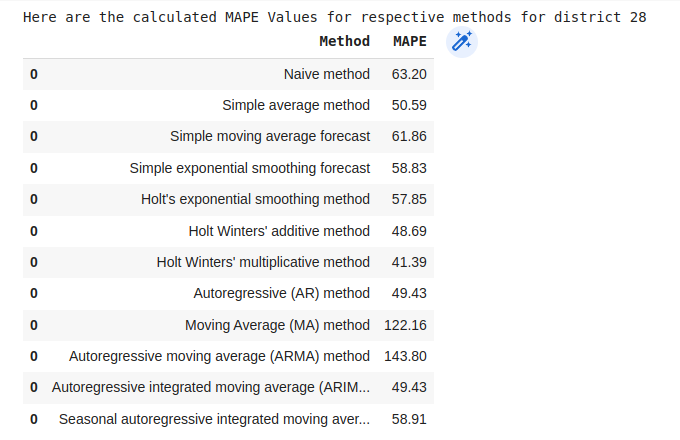 Here are the calculated MAPE Values for respective methods for district 28
Method MAPE
0 Naive method 63.20
0 Simple average method 50.59
0 Simple moving average forecast 61.86
0 Simple exponential smoothing forecast 58.83
0 Holt's exponential smoothing method 57.85
0 Holt Winters' additive method 48.69
0 Holt Winters' multiplicative method 41.39
0 Autoregressive (AR) method 49.43
0 Moving Average (MA) method 122.16
0 Autoregressive moving average (ARMA) method 143.80
0 Autoregressive integrated moving average (ARIM... 49.43
0 Seasonal autoregressive integrated moving aver... 58.91